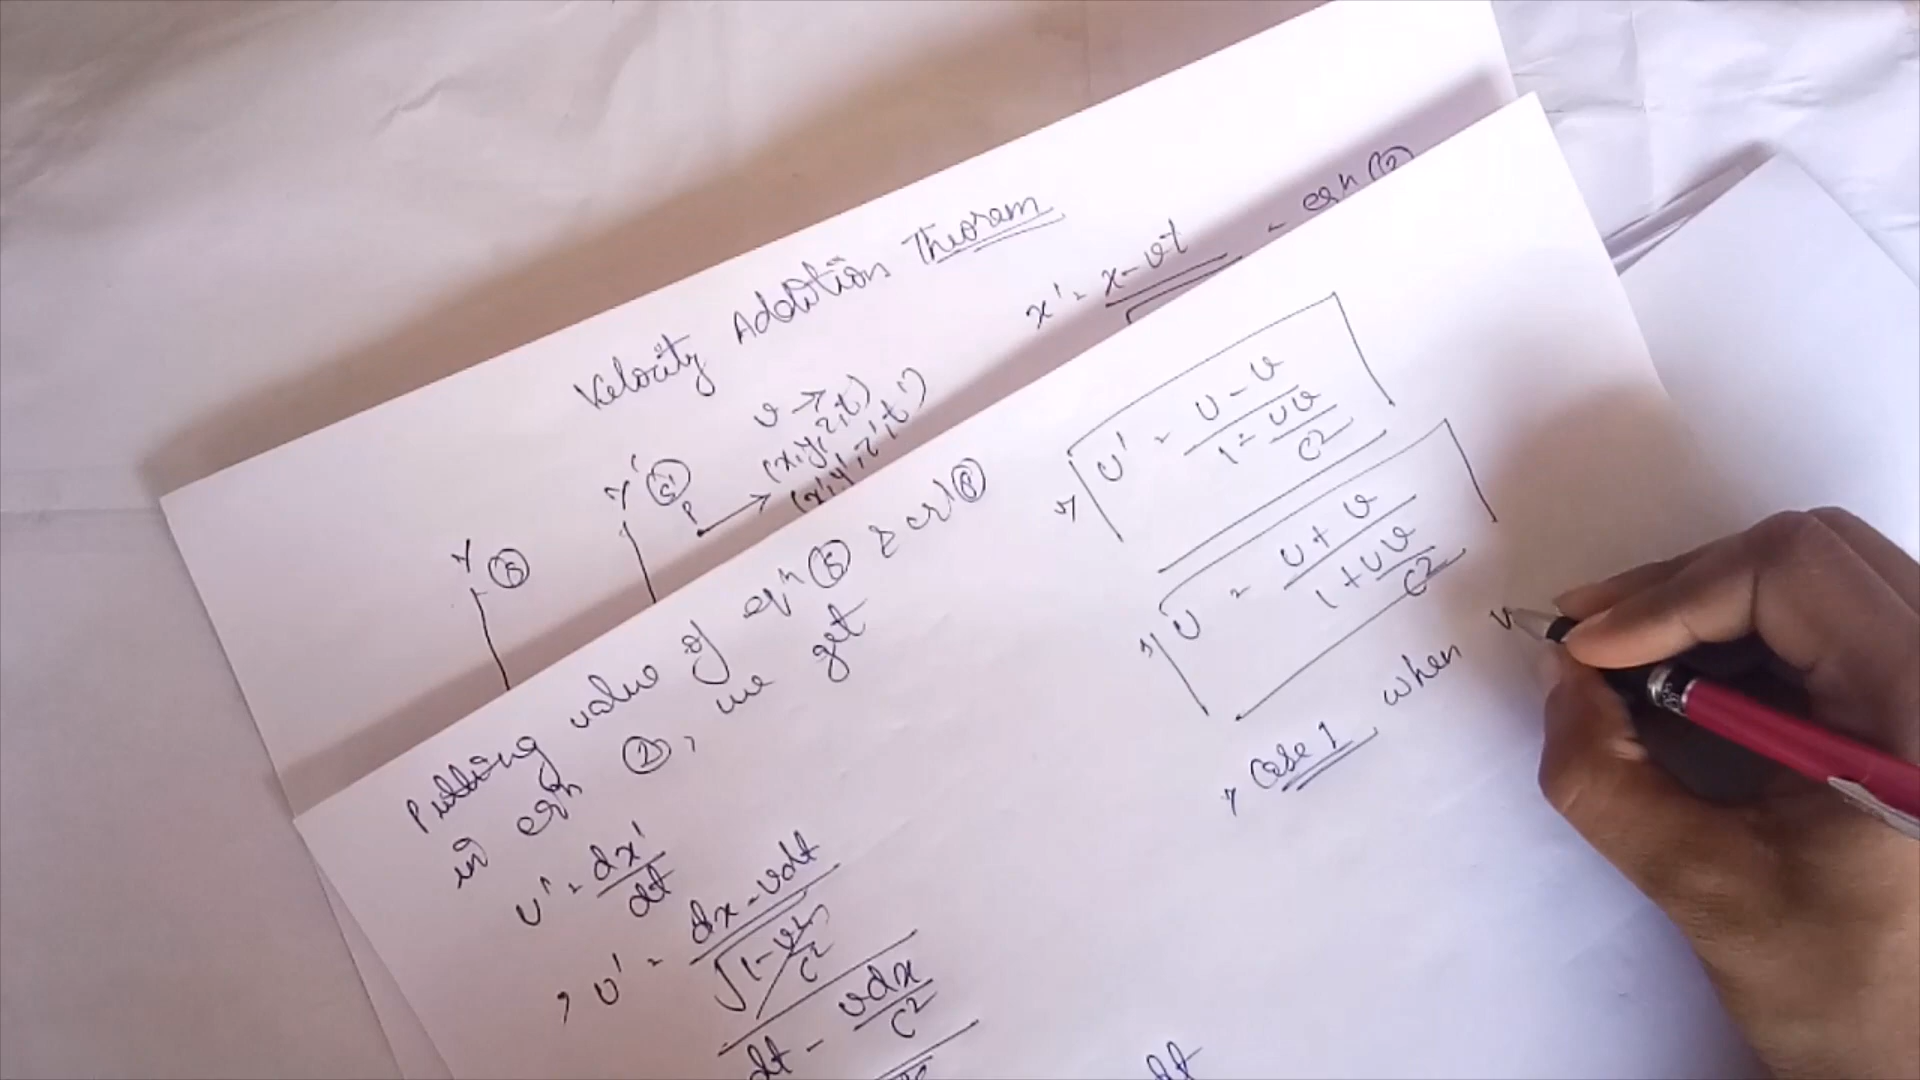 Velocity Addition Theorem
v →
(x,y,z,t)
(x',y',z',t')
Y' S'
P
Y S
x' = x-vt
- eqn (2)
Putting value of eqn (5) & eqn (6)
in eqn (2), we get
U' = dx'/dt
, U' = dx-vdt
√1-v2/c2
dt - vdx/c2
U' = U-v / 1-Uv/c2
U = U'+v / 1+U'v/c2
Case 1 when
dt